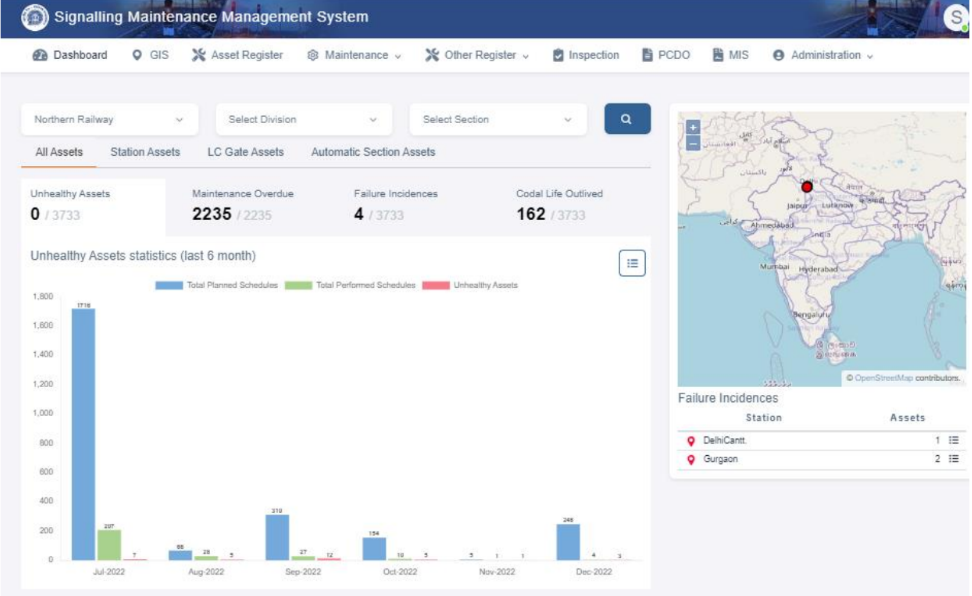 Signalling Maintenance Management System
S
Dashboard GIS Asset Register Maintenance Other Register Inspection PCDO MIS Administration
Northern Railway Select Division Select Section
All Assets Station Assets LC Gate Assets Automatic Section Assets
Unhealthy Assets Maintenance Overdue Failure Incidences Codal Life Outlived
0 / 3733 2235 / 2235 4 / 3733 162 / 3733
Unhealthy Assets statistics (last 6 month)
Total Planned Schedules Total Performed Schedules Unhealthy Assets
1,800
1716
1,600
1,400
1,200
1,000
800
600
400
310
200
207 154 246
7 28 5 27 12 10 5 5 1 1 4 3
0
Jul-2022 Aug-2022 Sep-2022 Oct-2022 Nov-2022 Dec-2022
+
−
پاکستان
Delhi
Jaipur Lucknow
Ahmedabad
India
Mumbai Hyderabad
Bengaluru
© OpenStreetMap contributors.
Failure Incidences
Station Assets
DelhiCantt. 1
Gurgaon 2